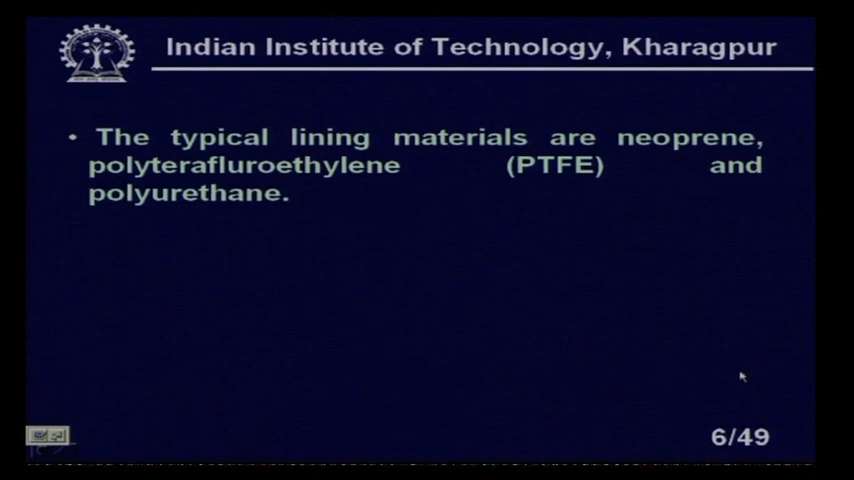 Indian Institute of Technology, Kharagpur
• The typical lining materials are neoprene,
polyterafluroethylene (PTFE) and
polyurethane.
6/49